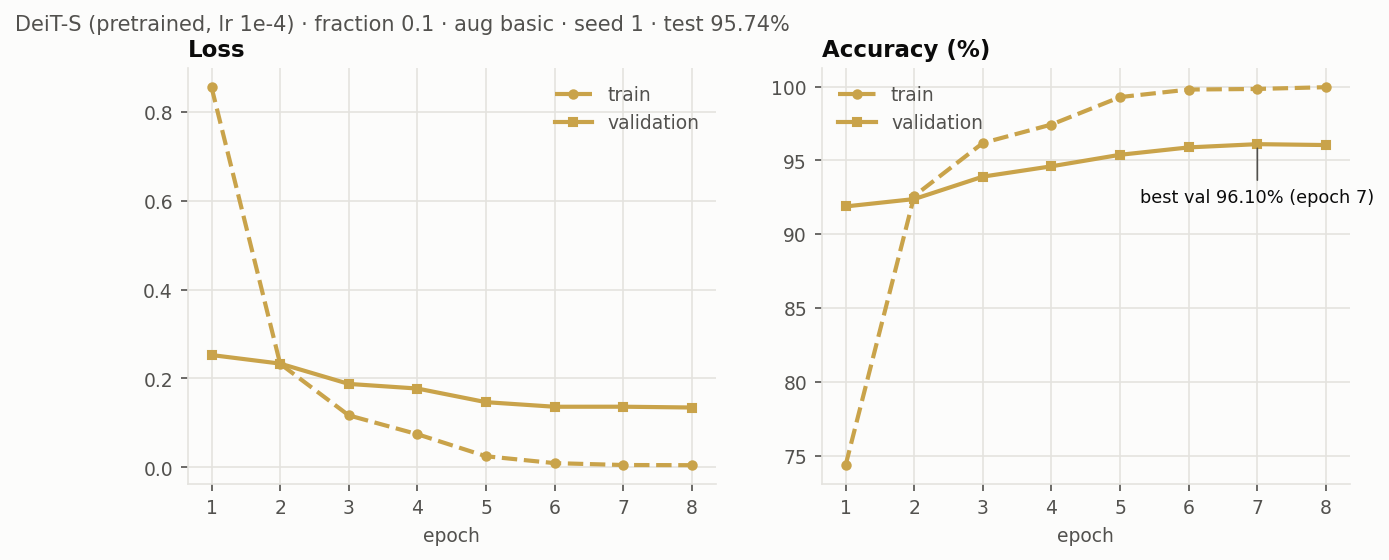 DeiT-S (pretrained, lr 1e-4) · fraction 0.1 · aug basic · seed 1 · test 95.74%
Loss
train
validation
0.8
0.6
0.4
0.2
0.0
1 2 3 4 5 6 7 8
epoch
Accuracy (%)
train
validation
best val 96.10% (epoch 7)
100
95
90
85
80
75
1 2 3 4 5 6 7 8
epoch